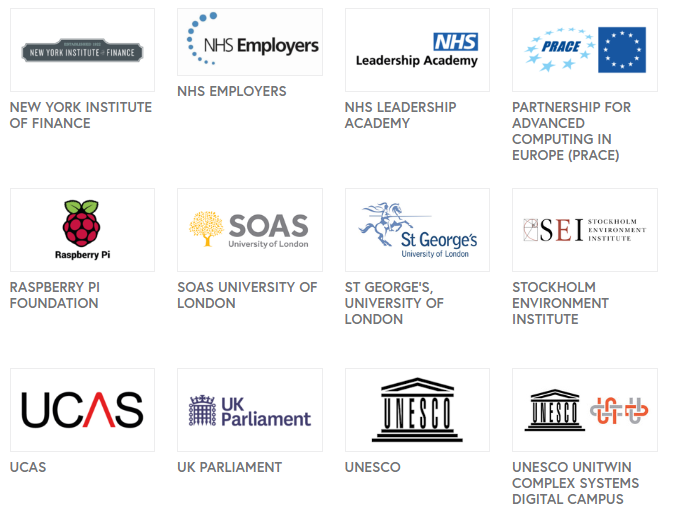 ESTABLISHED 1922
NEW YORK INSTITUTE of FINANCE
NHS Employers
NHS
Leadership Academy
PRACE
NEW YORK INSTITUTE
OF FINANCE
NHS EMPLOYERS
NHS LEADERSHIP
ACADEMY
PARTNERSHIP FOR
ADVANCED
COMPUTING IN
EUROPE (PRACE)
Raspberry Pi
SOAS
University of London
St George's
University of London
SEI
STOCKHOLM
ENVIRONMENT
INSTITUTE
RASPBERRY PI
FOUNDATION
SOAS UNIVERSITY OF
LONDON
ST GEORGE'S,
UNIVERSITY OF
LONDON
STOCKHOLM
ENVIRONMENT
INSTITUTE
UCAS
UK
Parliament
UNESCO
UNESCO
UCAS
UK PARLIAMENT
UNESCO
UNESCO UNITWIN
COMPLEX SYSTEMS
DIGITAL CAMPUS